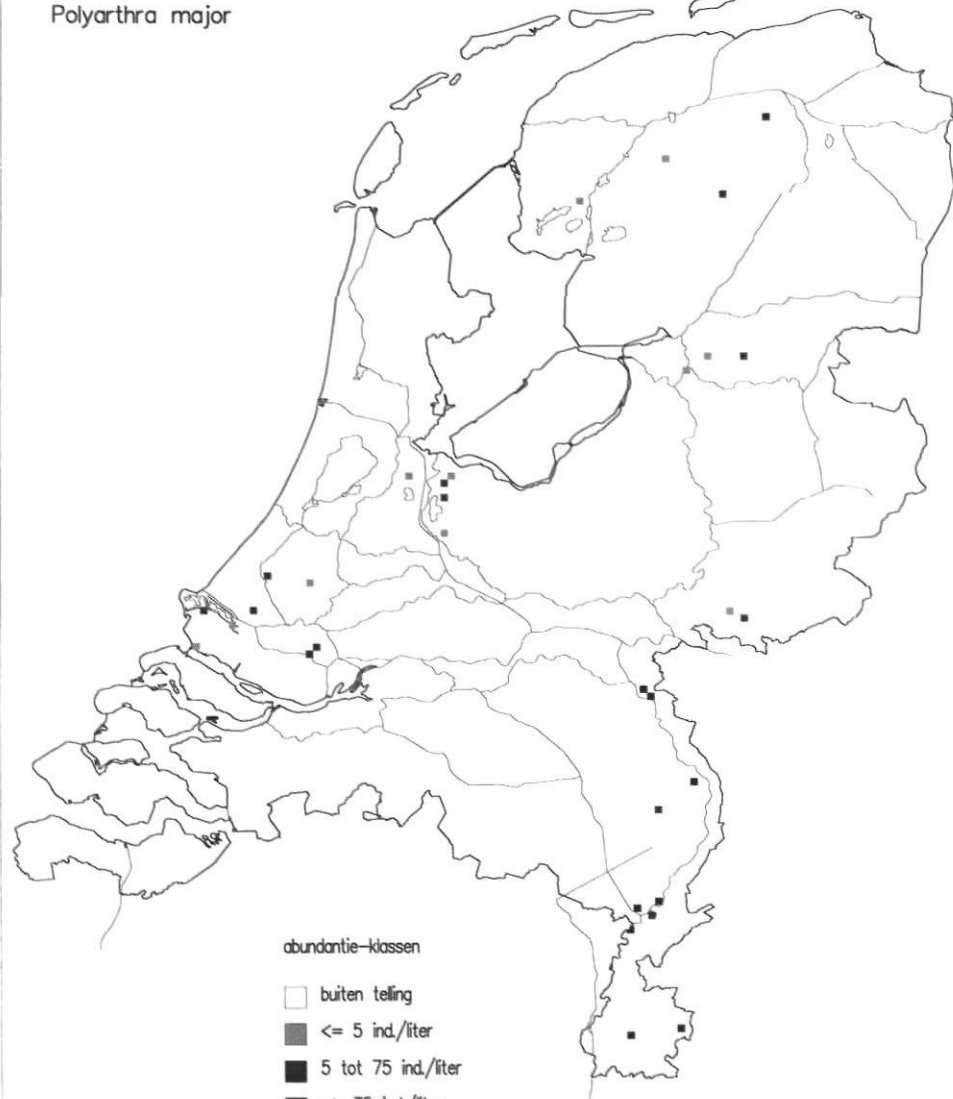 Polyarthra major
abundantie-klassen
buiten telling
<= 5 ind./liter
5 tot 75 ind./liter